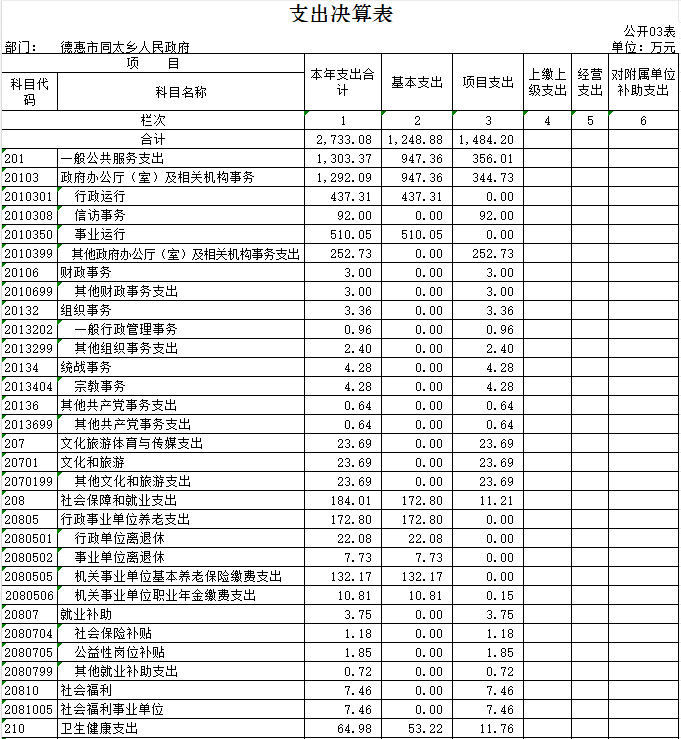 支出决算表
公开03表
部门： 德惠市同太乡人民政府 单位：万元
项 目 本年支出合计 基本支出 项目支出 上缴上级支出 经营支出 对附属单位补助支出
科目代码 科目名称
栏次 1 2 3 4 5 6
合计 2,733.08 1,248.88 1,484.20
201 一般公共服务支出 1,303.37 947.36 356.01
20103 政府办公厅（室）及相关机构事务 1,292.09 947.36 344.73
2010301 行政运行 437.31 437.31 0.00
2010308 信访事务 92.00 0.00 92.00
2010350 事业运行 510.05 510.05 0.00
2010399 其他政府办公厅（室）及相关机构事务支出 252.73 0.00 252.73
20106 财政事务 3.00 0.00 3.00
2010699 其他财政事务支出 3.00 0.00 3.00
20132 组织事务 3.36 0.00 3.36
2013202 一般行政管理事务 0.96 0.00 0.96
2013299 其他组织事务支出 2.40 0.00 2.40
20134 统战事务 4.28 0.00 4.28
2013404 宗教事务 4.28 0.00 4.28
20136 其他共产党事务支出 0.64 0.00 0.64
2013699 其他共产党事务支出 0.64 0.00 0.64
207 文化旅游体育与传媒支出 23.69 0.00 23.69
20701 文化和旅游 23.69 0.00 23.69
2070199 其他文化和旅游支出 23.69 0.00 23.69
208 社会保障和就业支出 184.01 172.80 11.21
20805 行政事业单位养老支出 172.80 172.80 0.00
2080501 行政单位离退休 22.08 22.08 0.00
2080502 事业单位离退休 7.73 7.73 0.00
2080505 机关事业单位基本养老保险缴费支出 132.17 132.17 0.00
2080506 机关事业单位职业年金缴费支出 10.81 10.81 0.15
20807 就业补助 3.75 0.00 3.75
2080704 社会保险补贴 1.18 0.00 1.18
2080705 公益性岗位补贴 1.85 0.00 1.85
2080799 其他就业补助支出 0.72 0.00 0.72
20810 社会福利 7.46 0.00 7.46
2081005 社会福利事业单位 7.46 0.00 7.46
210 卫生健康支出 64.98 53.22 11.76